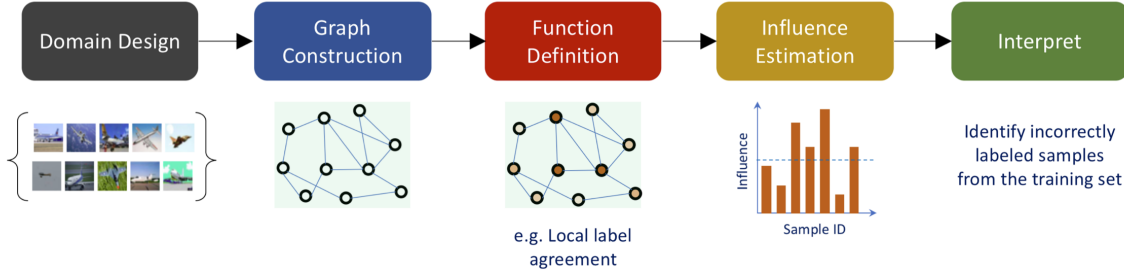 Domain Design
Graph
Construction
Function
Definition
Influence
Estimation
Interpret
e.g. Local label
agreement
Influence
Sample ID
Identify incorrectly
labeled samples
from the training set